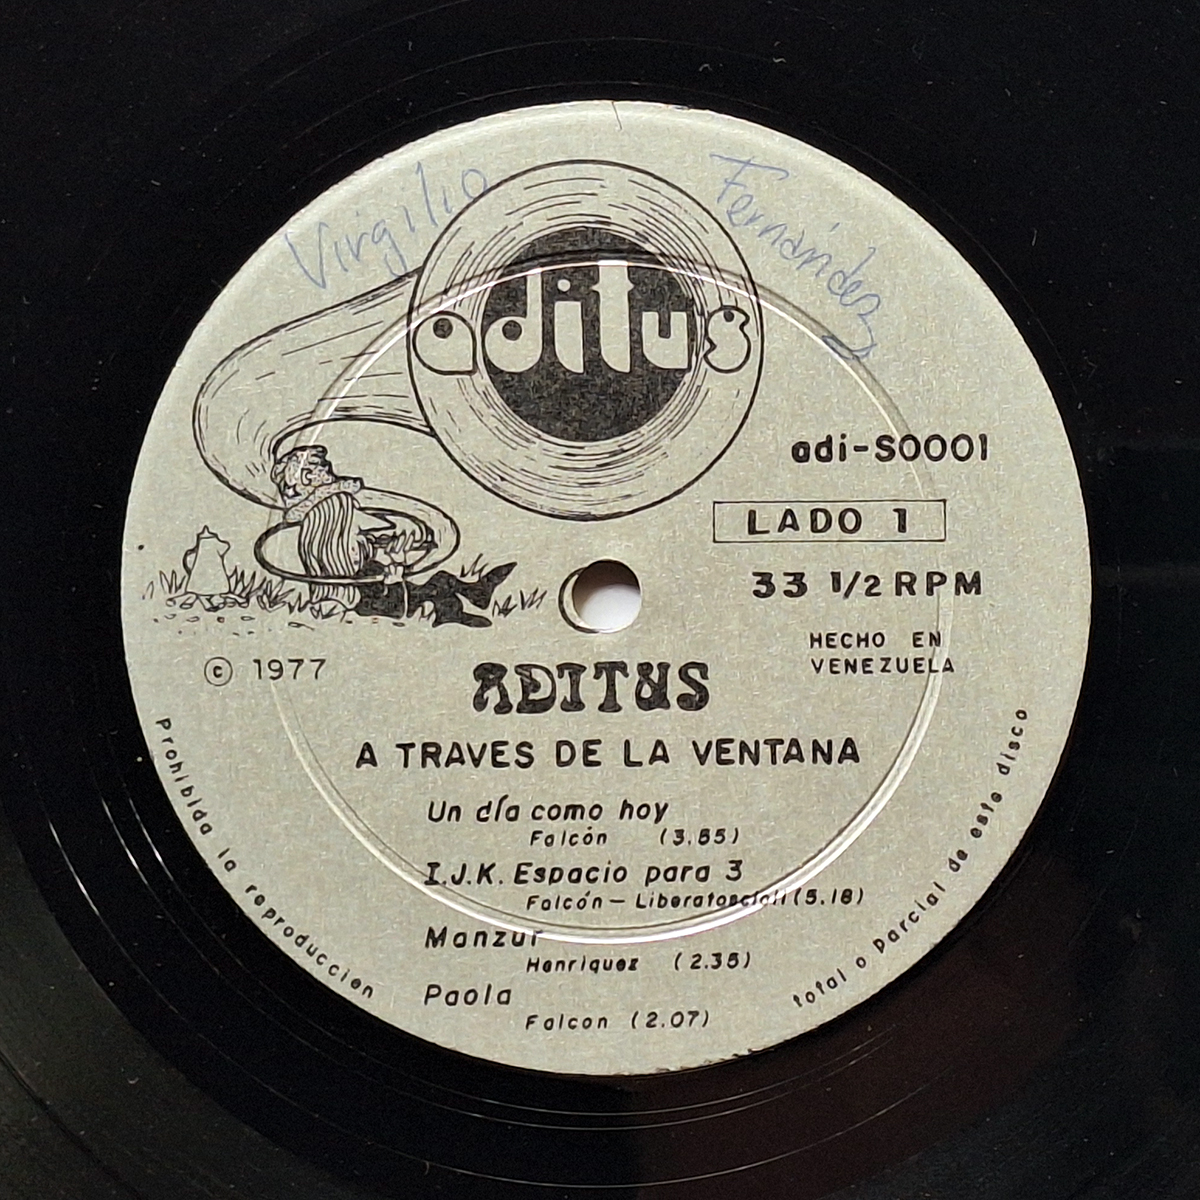 Virgilio Fernández
aditus
adi-S0001
LADO 1
33 1/2 RPM
HECHO EN
VENEZUELA
© 1977
ADITUS
A TRAVES DE LA VENTANA
Un día como hoy
Falcón (3.55)
I.J.K. Espacio para 3
Falcón - Liberatoscioli (5.18)
Manzur
Henriquez (2.35)
Paola
Falcon (2.07)
Prohibida la reproduccion total o parcial de este disco